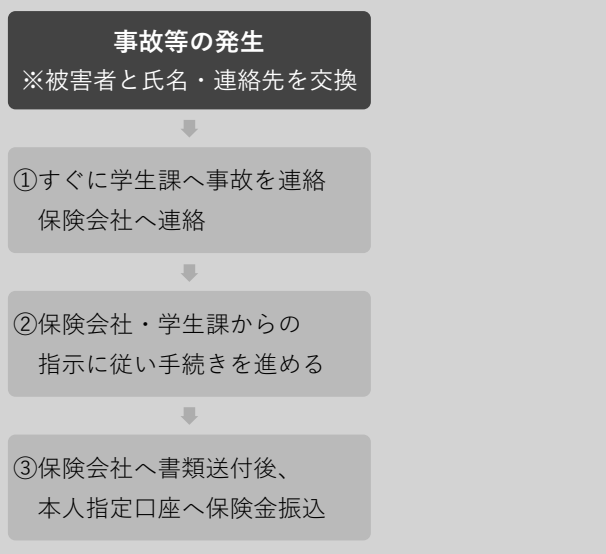 事故等の発生
※被害者と氏名・連絡先を交換
①すぐに学生課へ事故を連絡
保険会社へ連絡
②保険会社・学生課からの
指示に従い手続きを進める
③保険会社へ書類送付後、
本人指定口座へ保険金振込